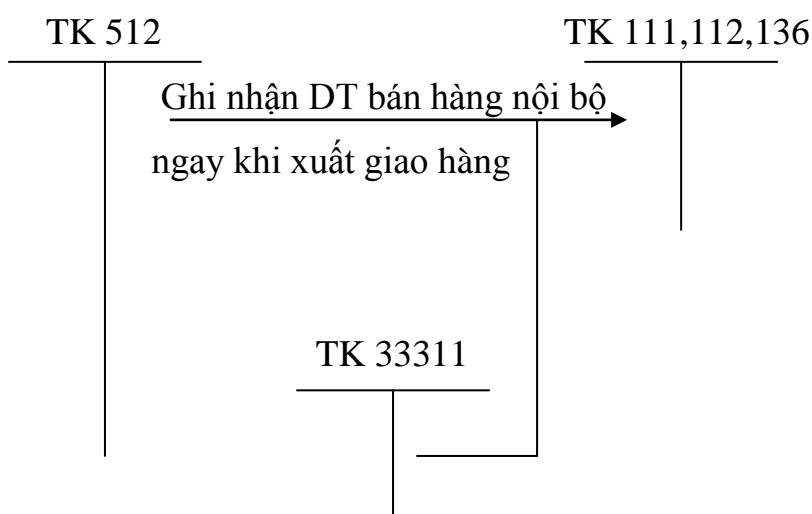 TK 512
TK 111,112,136
Ghi nhận DT bán hàng nội bộ
ngay khi xuất giao hàng
TK 33311